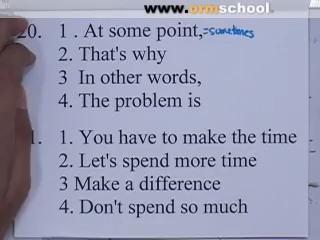 www.ormschool.
20. 1 . At some point, =sometimes
2. That's why
3 In other words,
4. The problem is
1. 1. You have to make the time
2. Let's spend more time
3 Make a difference
4. Don't spend so much